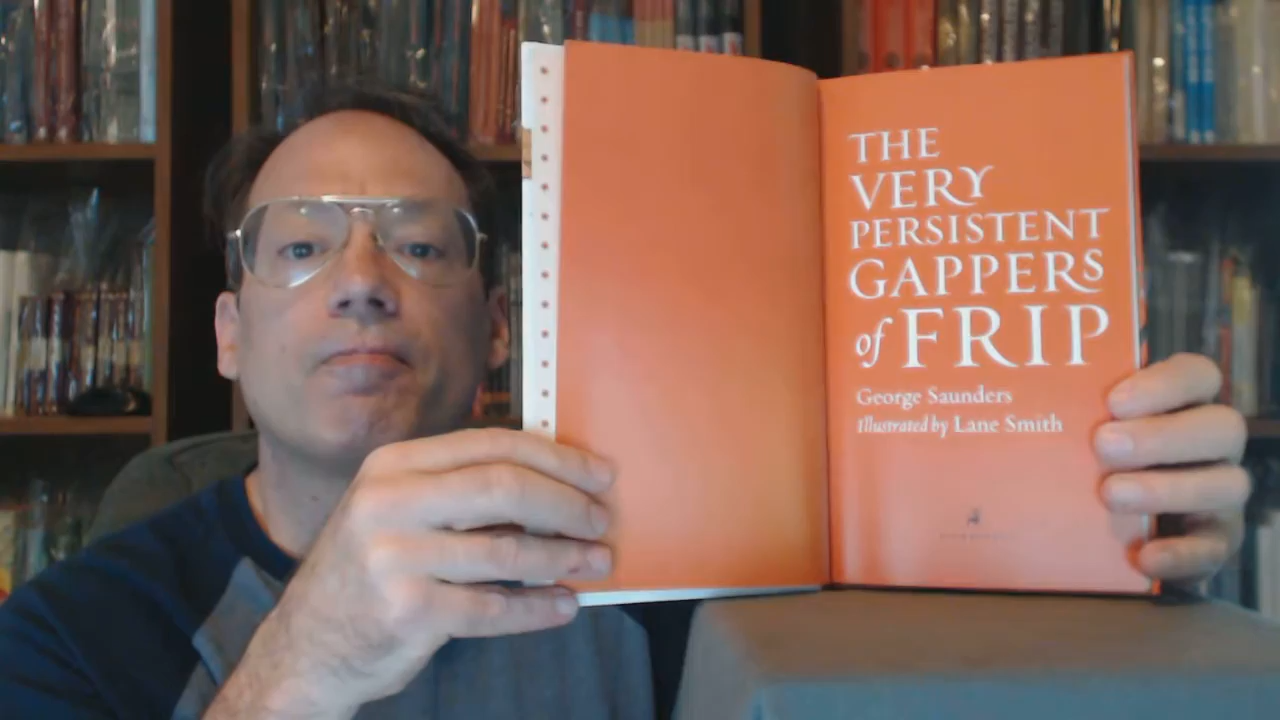 THE
VERY
PERSISTENT
GAPPERS
of FRIP
George Saunders
Illustrated by Lane Smith